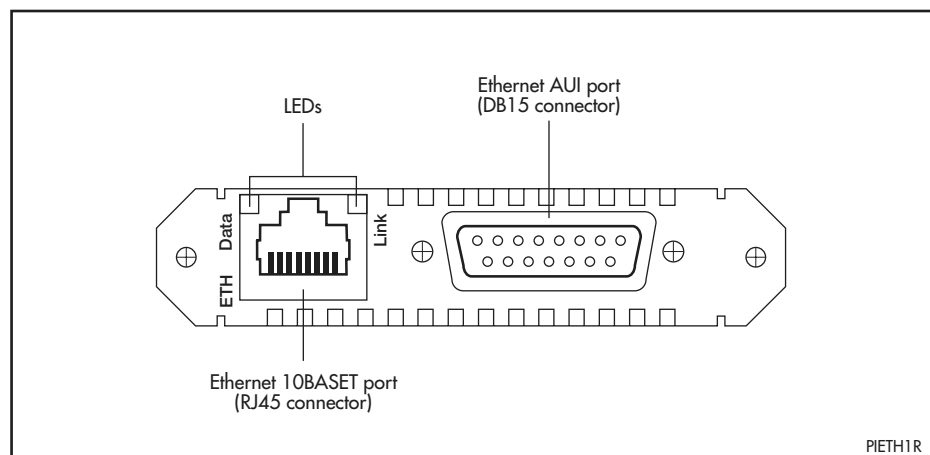 Ethernet AUI port
(DB15 connector)
LEDs
Data
Link
ETH
Ethernet 10BASET port
(RJ45 connector)
PIETH1R